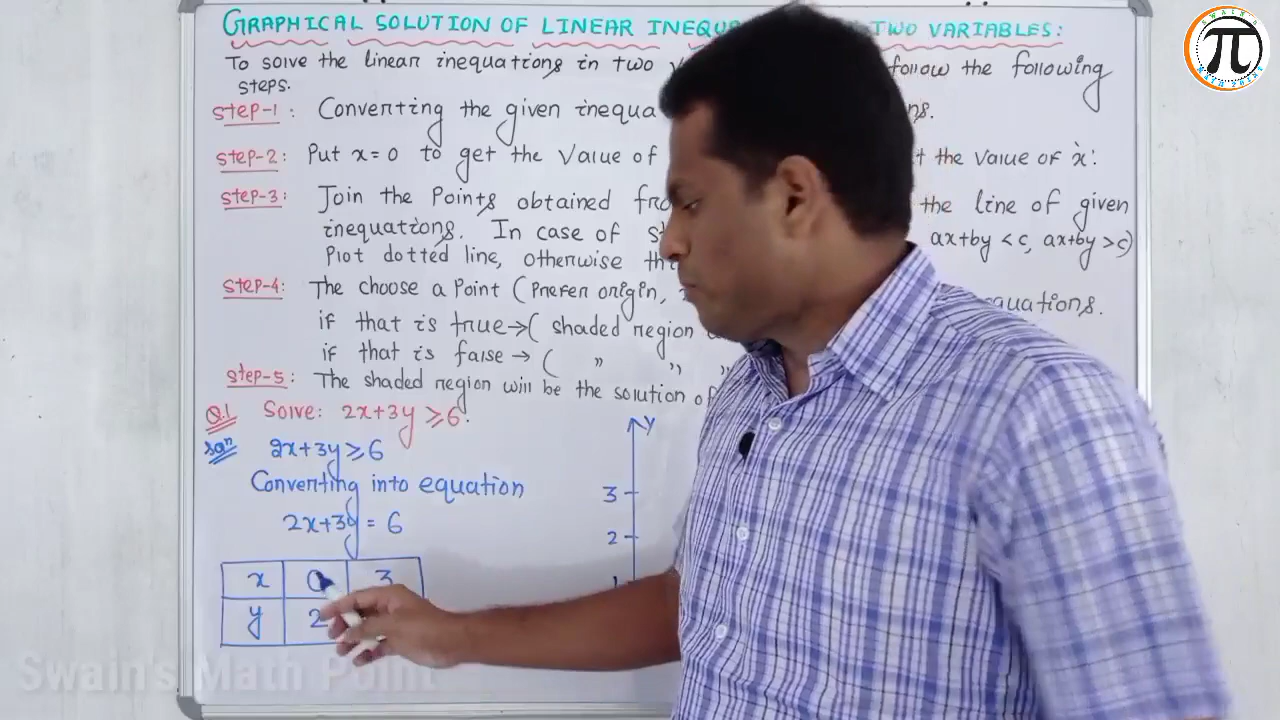 GRAPHICAL SOLUTION OF LINEAR INEQU TWO VARIABLES:
To solve the linear inequations in two follow the following
steps.
Step-1: Converting the given inequa
Step-2: Put x=0 to get the value of the value of 'x'.
Step-3: Join the Points obtained the line of given
inequations. In case of ax+by < c, ax+by > c)
Plot dotted line, otherwise
Step-4: The choose a Point (Prefer origin,
if that is true→( shaded region
if that is false → ( " " "
Step-5: The shaded region will be the solution of
Q.1 Solve: 2x+3y ≥ 6.
Soln 2x+3y ≥ 6
Converting into equation
2x+3y = 6
x 0 3
y 2
Y
3
2
1
SWAIN'S
π
MATH POINT
Swain's Math Point